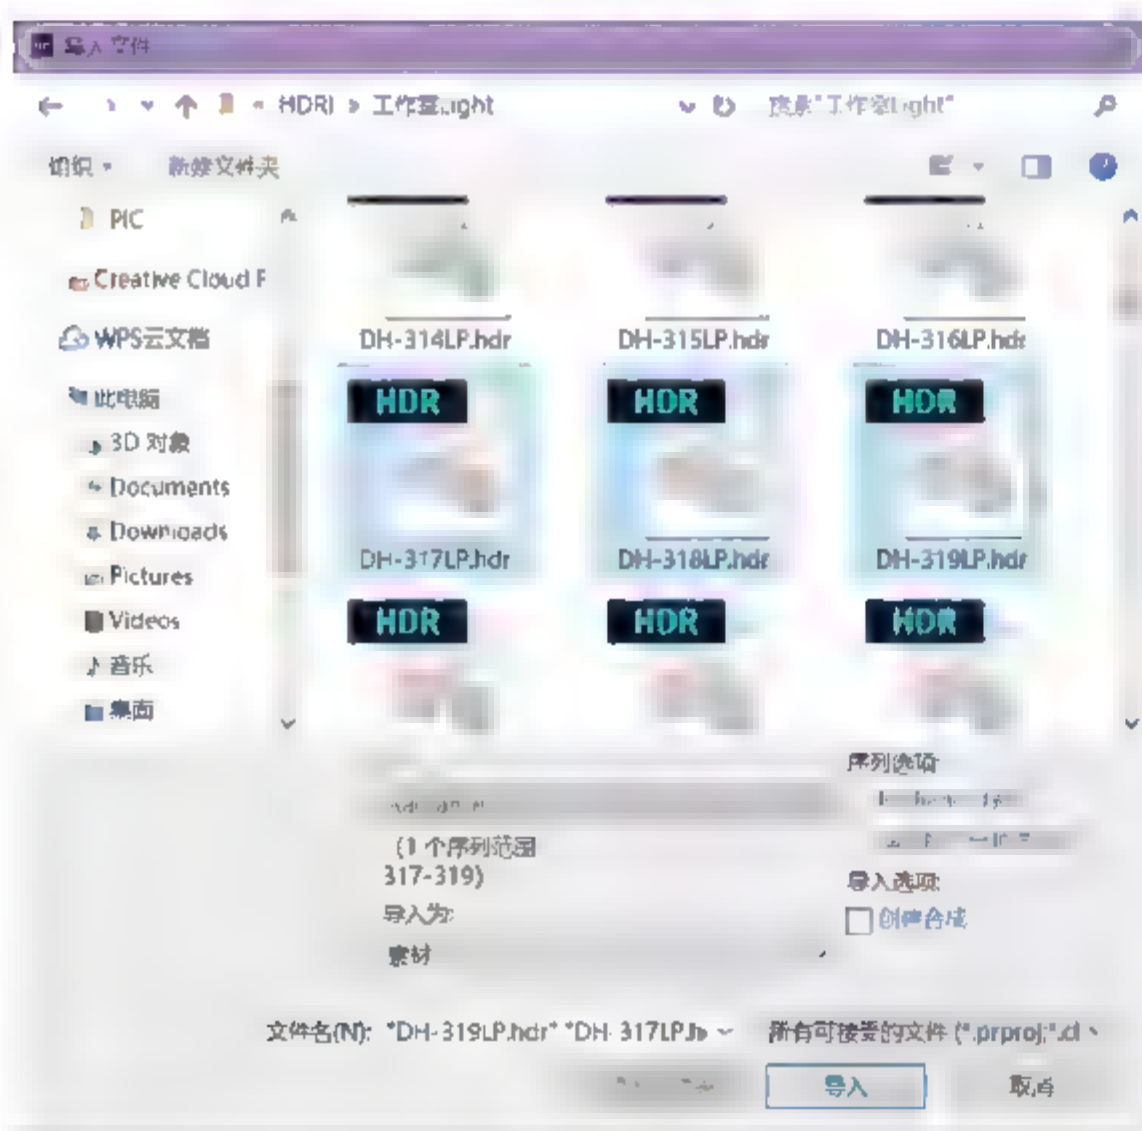 导入文件
HDRI 工作室Light
搜索"工作室Light"
组织 新建文件夹
PIC
Creative Cloud F
WPS云文档
此电脑
3D 对象
Documents
Downloads
Pictures
Videos
音乐
桌面
DH-314LP.hdr DH-315LP.hdr DH-316LP.hdr
HDR HDR HDR
DH-317LP.hdr DH-318LP.hdr DH-319LP.hdr
HDR HDR HDR
序列选项
(1 个序列范围
317-319)
导入为:
素材
导入选项
创建合成
文件名(N): "DH-319LP.hdr" "DH-317LP.h
所有可接受的文件 (*.prproj;*.cl
导入 取消